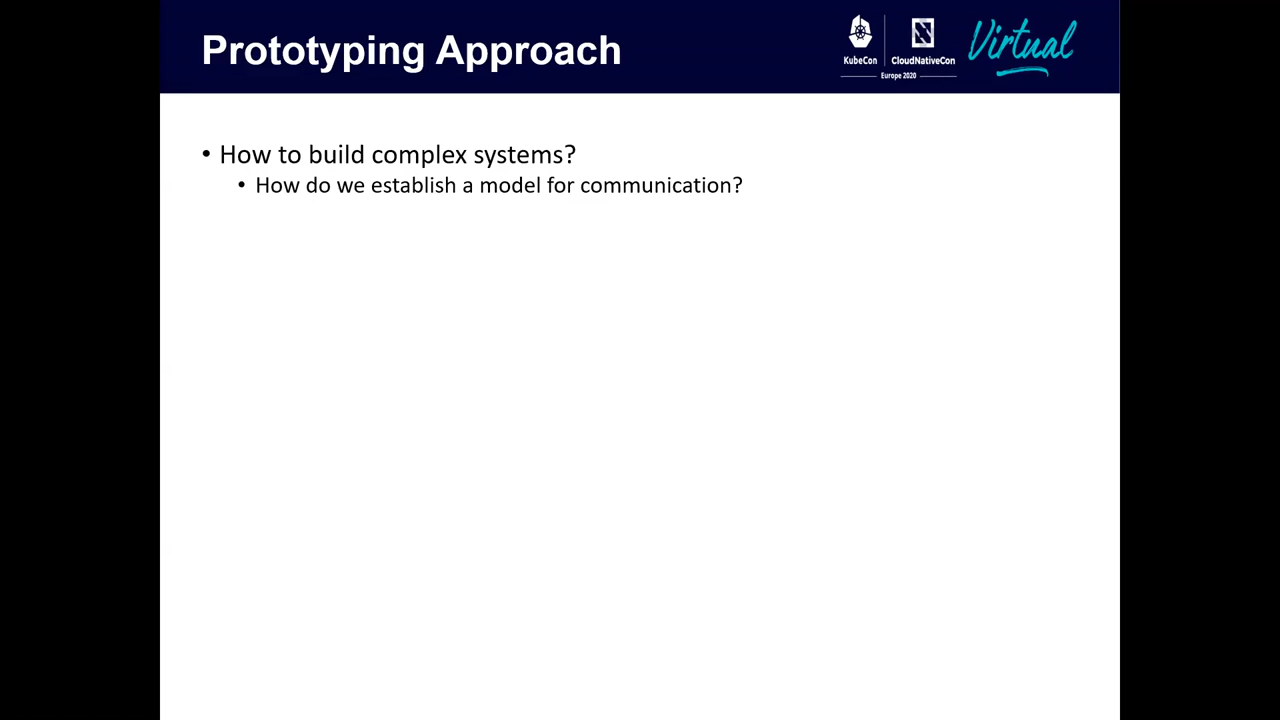 Prototyping Approach
KubeCon
CloudNativeCon
Europe 2020
Virtual
• How to build complex systems?
• How do we establish a model for communication?